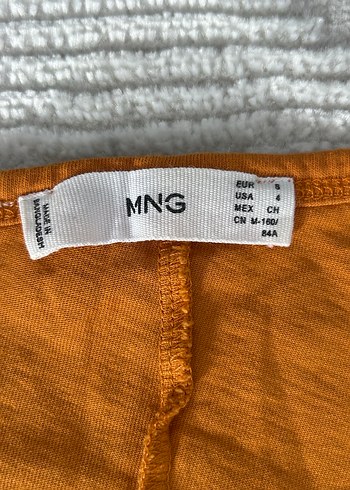 MADE IN
BANGLADESH
MNG
EUR S
USA 4
MEX CH
CN M-160/
84A